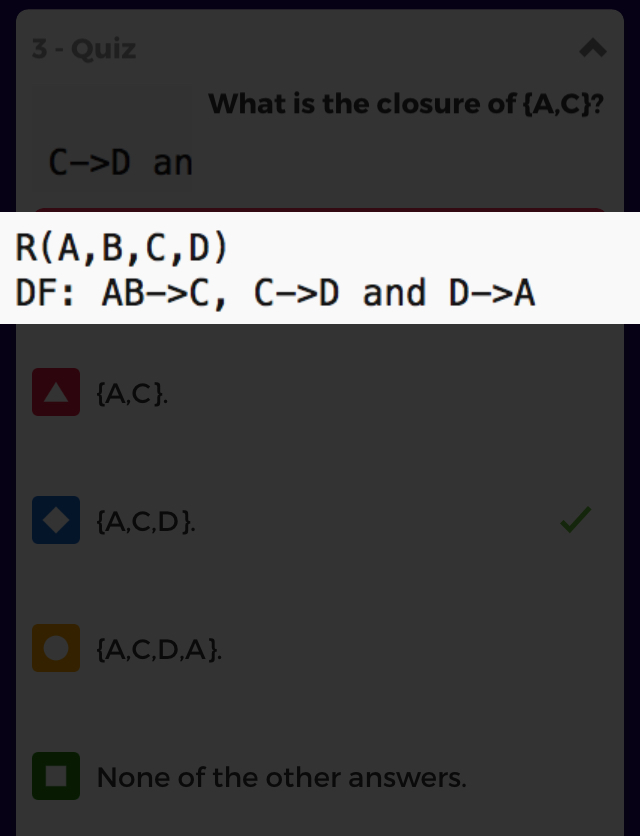 3 - Quiz
What is the closure of {A,C}?
C->D an
R(A,B,C,D)
DF: AB->C, C->D and D->A
{A,C}.
{A,C,D}.
{A,C,D,A}.
None of the other answers.